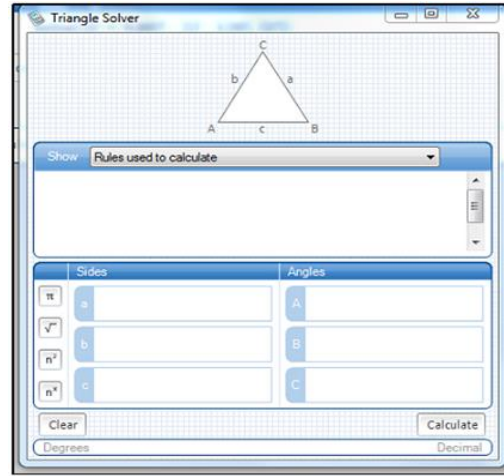 Triangle Solver
C
b a
A c B
Show Rules used to calculate
Sides Angles
π
a A
√‾
b B
n²
c C
nˣ
Clear Calculate
Degrees Decimal